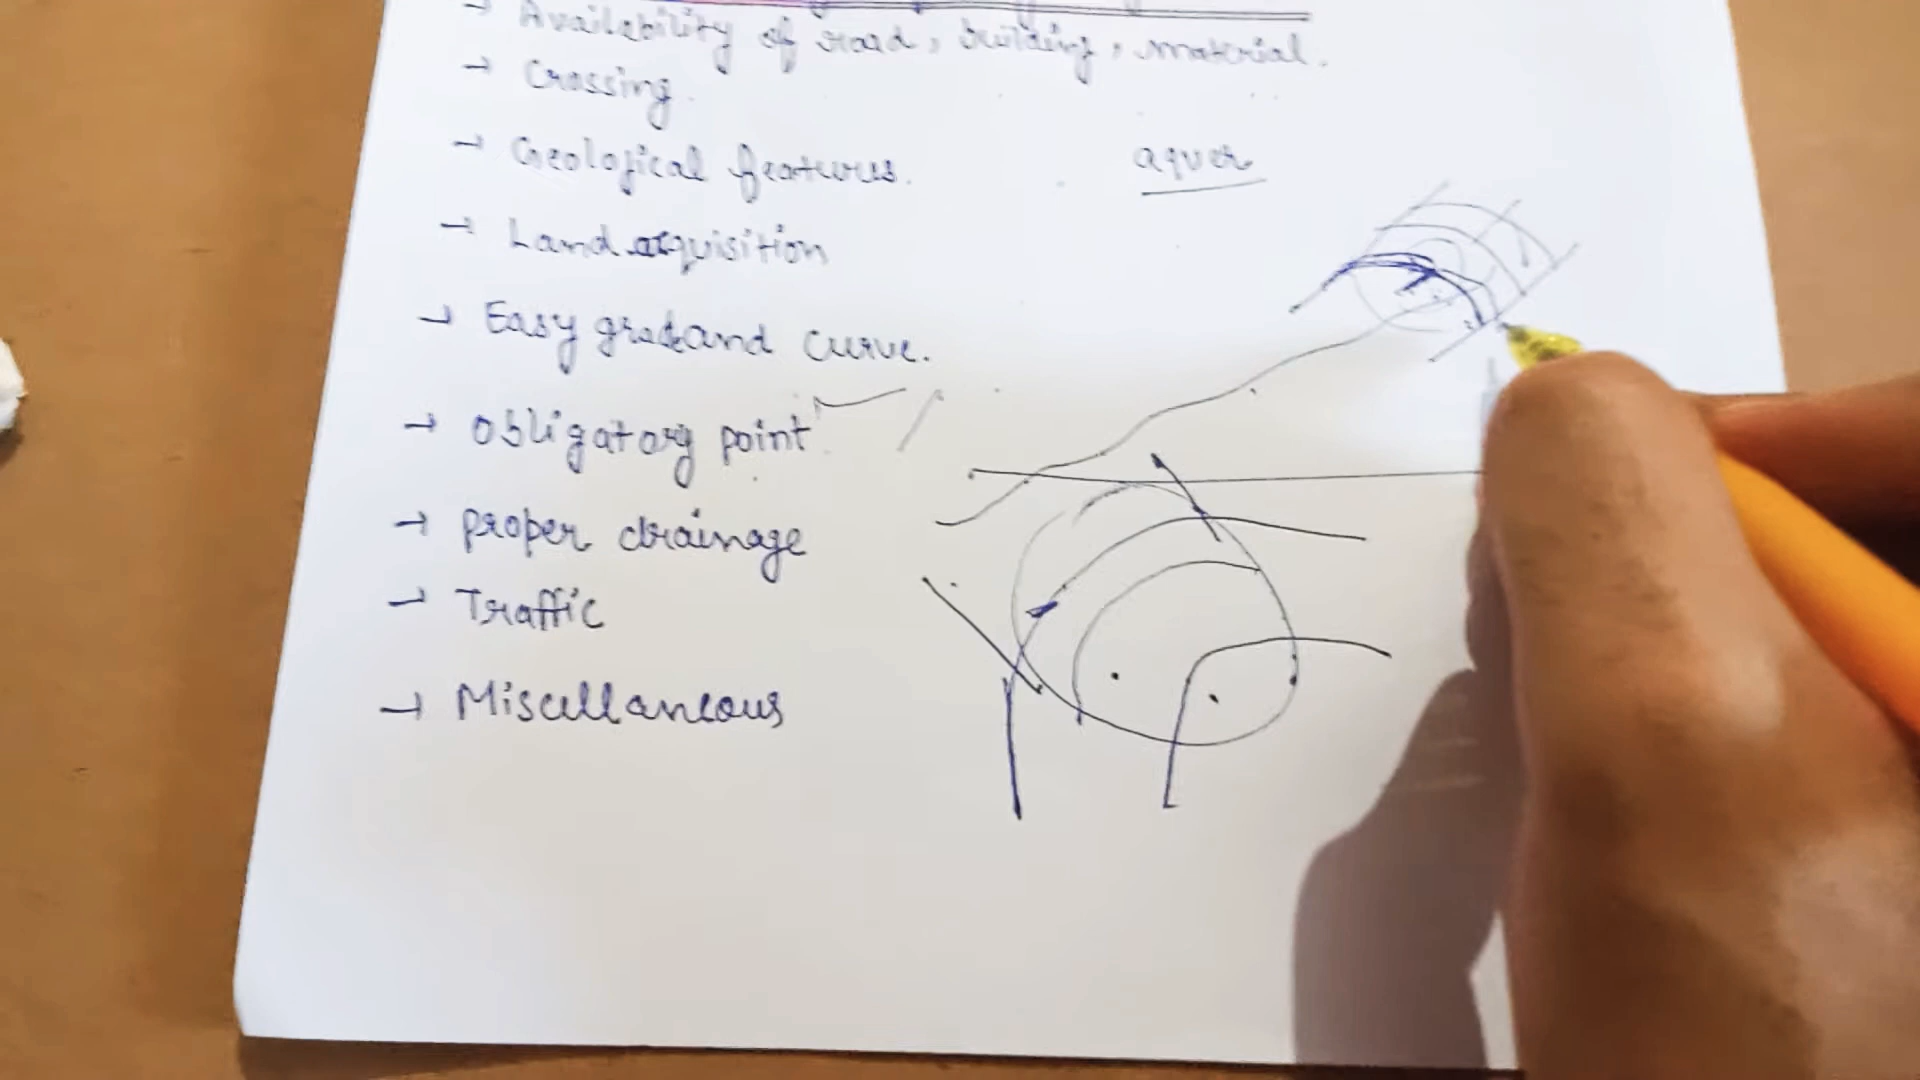 → Availability of road, building, material.
→ Crossing.
→ Geological features.
aquer
→ Land acquisition
→ Easy grade and curve.
→ Obligatory point
→ proper drainage
→ Traffic
→ Miscellaneous